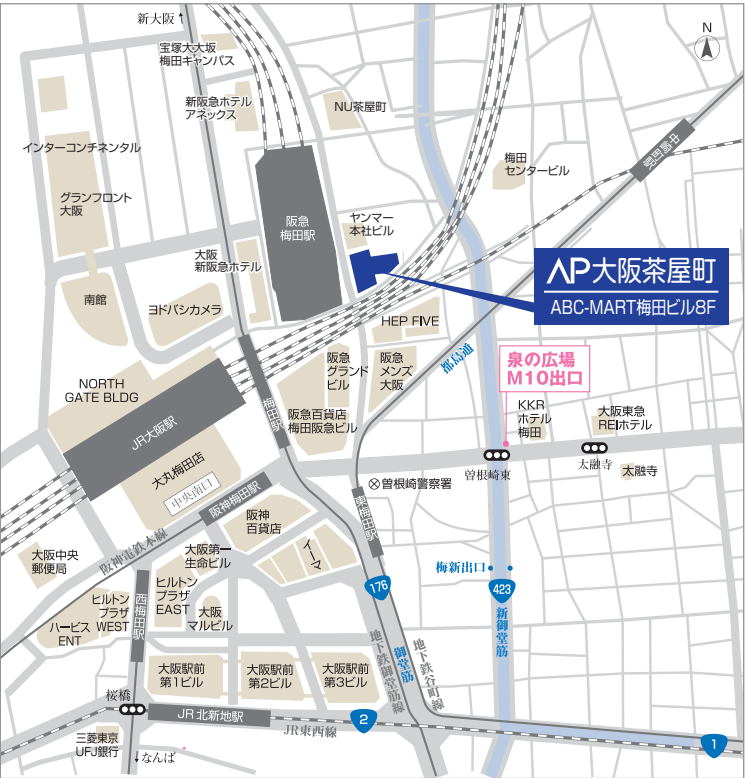 新大阪
N
宝塚大大坂
梅田キャンパス
新阪急ホテル
アネックス
NU茶屋町
インターコンチネンタル
梅田
センタービル
中崎町駅
グランフロント
大阪
阪急
梅田駅
ヤンマー
本社ビル
大阪
新阪急ホテル
AP大阪茶屋町
ABC-MART梅田ビル8F
南館
ヨドバシカメラ
HEP FIVE
都島通
泉の広場
M10出口
阪急
グランド
ビル
阪急
メンズ
大阪
NORTH
GATE BLDG
梅田駅
阪急百貨店
梅田阪急ビル
KKR
ホテル
梅田
大阪東急
REIホテル
JR大阪駅
大丸梅田店
中央南口
阪神梅田駅
曽根崎警察署
曽根崎東
太融寺
太融寺
東梅田駅
阪神
百貨店
イーマ
阪神電鉄本線
大阪中央
郵便局
大阪第一
生命ビル
梅新出口
176
423
新御堂筋
西梅田駅
ヒルトン
プラザ
EAST
ヒルトン
プラザ
WEST
ハービス
ENT
大阪
マルビル
地下鉄御堂筋線
御堂筋
地下鉄谷町線
大阪駅前
第1ビル
大阪駅前
第2ビル
大阪駅前
第3ビル
桜橋
JR北新地駅
JR東西線
2
1
三菱東京
UFJ銀行
なんば